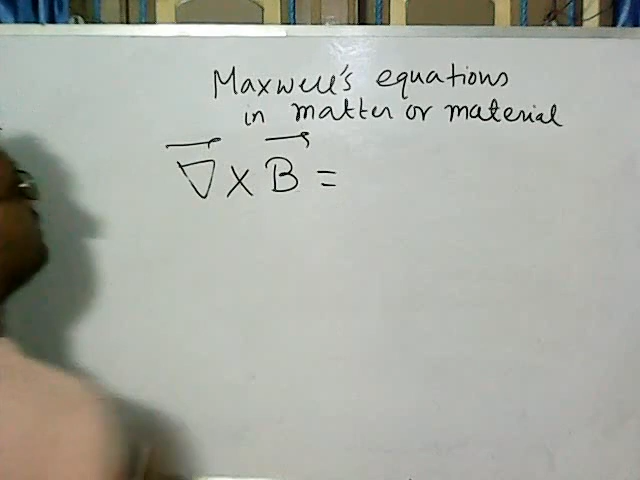 Maxwell's equations
in matter or material
∇⃗ × B⃗ =